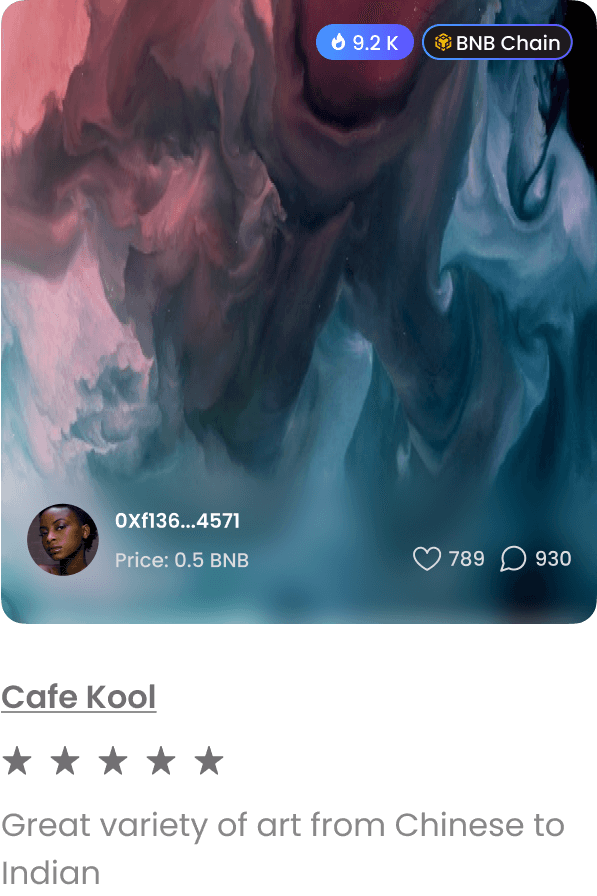 9.2 K BNB Chain
0Xf136...4571
Price: 0.5 BNB 789 930
Cafe Kool
★ ★ ★ ★ ★
Great variety of art from Chinese to
Indian